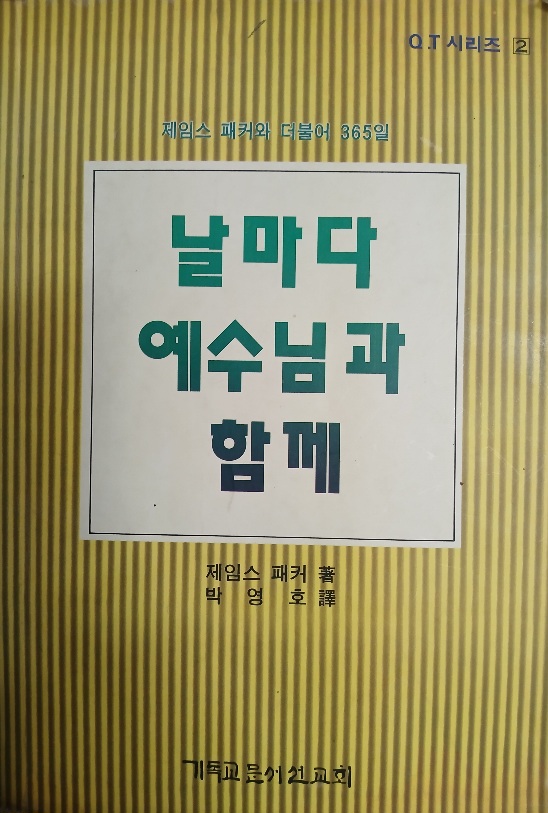 Q.T 시리즈 2
제임스 패커와 더불어 365일
날마다
예수님과
함께
제임스 패커 著
박 영 호 譯
기독교문서선교회